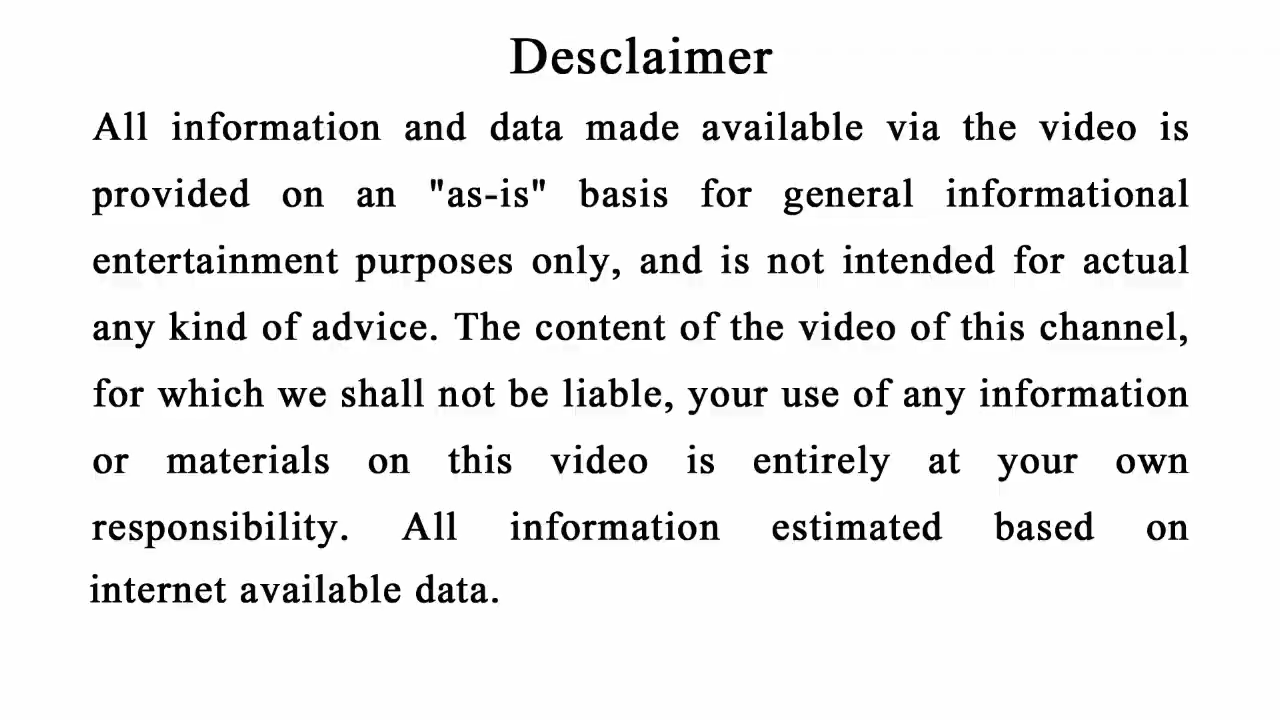 Desclaimer
All information and data made available via the video is
provided on an "as-is" basis for general informational
entertainment purposes only, and is not intended for actual
any kind of advice. The content of the video of this channel,
for which we shall not be liable, your use of any information
or materials on this video is entirely at your own
responsibility. All information estimated based on
internet available data.